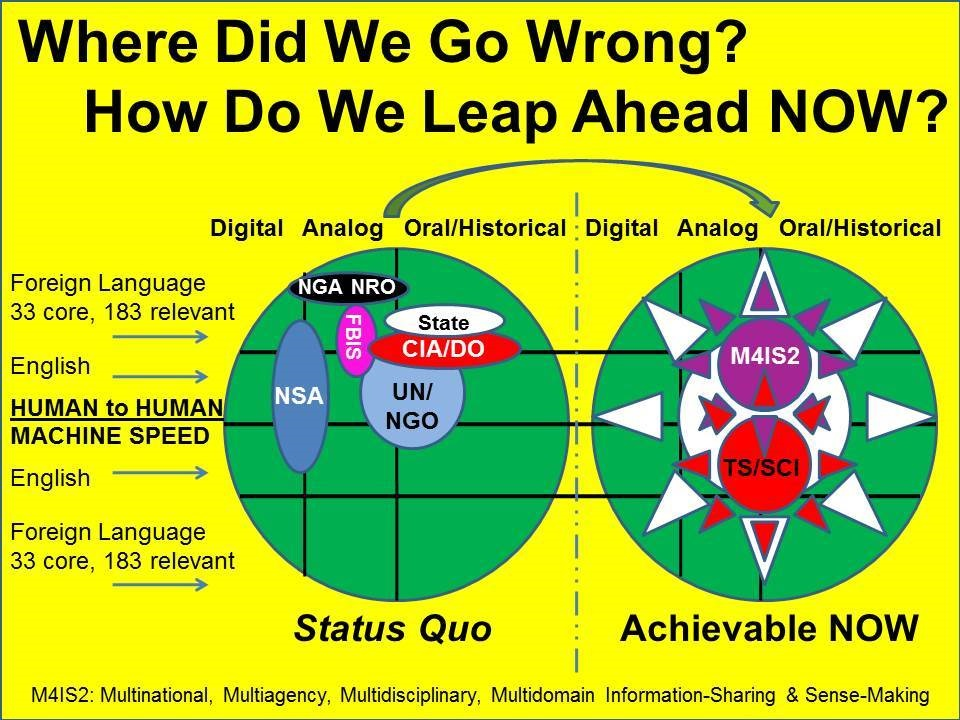 Where Did We Go Wrong?
How Do We Leap Ahead NOW?
Digital Analog Oral/Historical
Digital Analog Oral/Historical
Foreign Language
33 core, 183 relevant
English
HUMAN to HUMAN
MACHINE SPEED
English
Foreign Language
33 core, 183 relevant
NGA NRO
FBIS
State
CIA/DO
NSA
UN/
NGO
M4IS2
TS/SCI
Status Quo
Achievable NOW
M4IS2: Multinational, Multiagency, Multidisciplinary, Multidomain Information-Sharing & Sense-Making